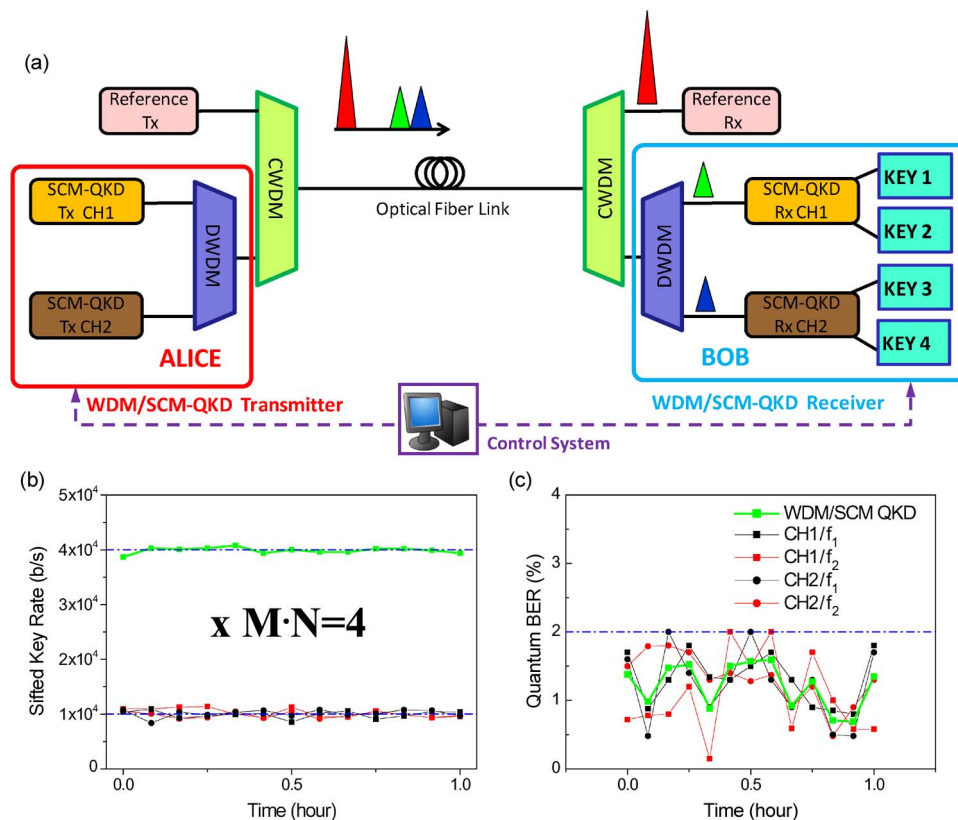 (a)
Reference
Tx
Reference
Rx
CWDM
CWDM
SCM-QKD
Tx CH1
DWDM
Optical Fiber Link
DWDM
SCM-QKD
Rx CH1
KEY 1
KEY 2
SCM-QKD
Tx CH2
SCM-QKD
Rx CH2
KEY 3
KEY 4
ALICE
BOB
WDM/SCM-QKD Transmitter
WDM/SCM-QKD Receiver
Control System
(b)
5x10⁴
4x10⁴
3x10⁴
2x10⁴
1x10⁴
0
Sifted Key Rate (b/s)
x M·N=4
0.0
0.5
1.0
Time (hour)
(c)
4
3
2
1
0
Quantum BER (%)
WDM/SCM QKD
CH1/f₁
CH1/f₂
CH2/f₁
CH2/f₂
0.0
0.5
1.0
Time (hour)